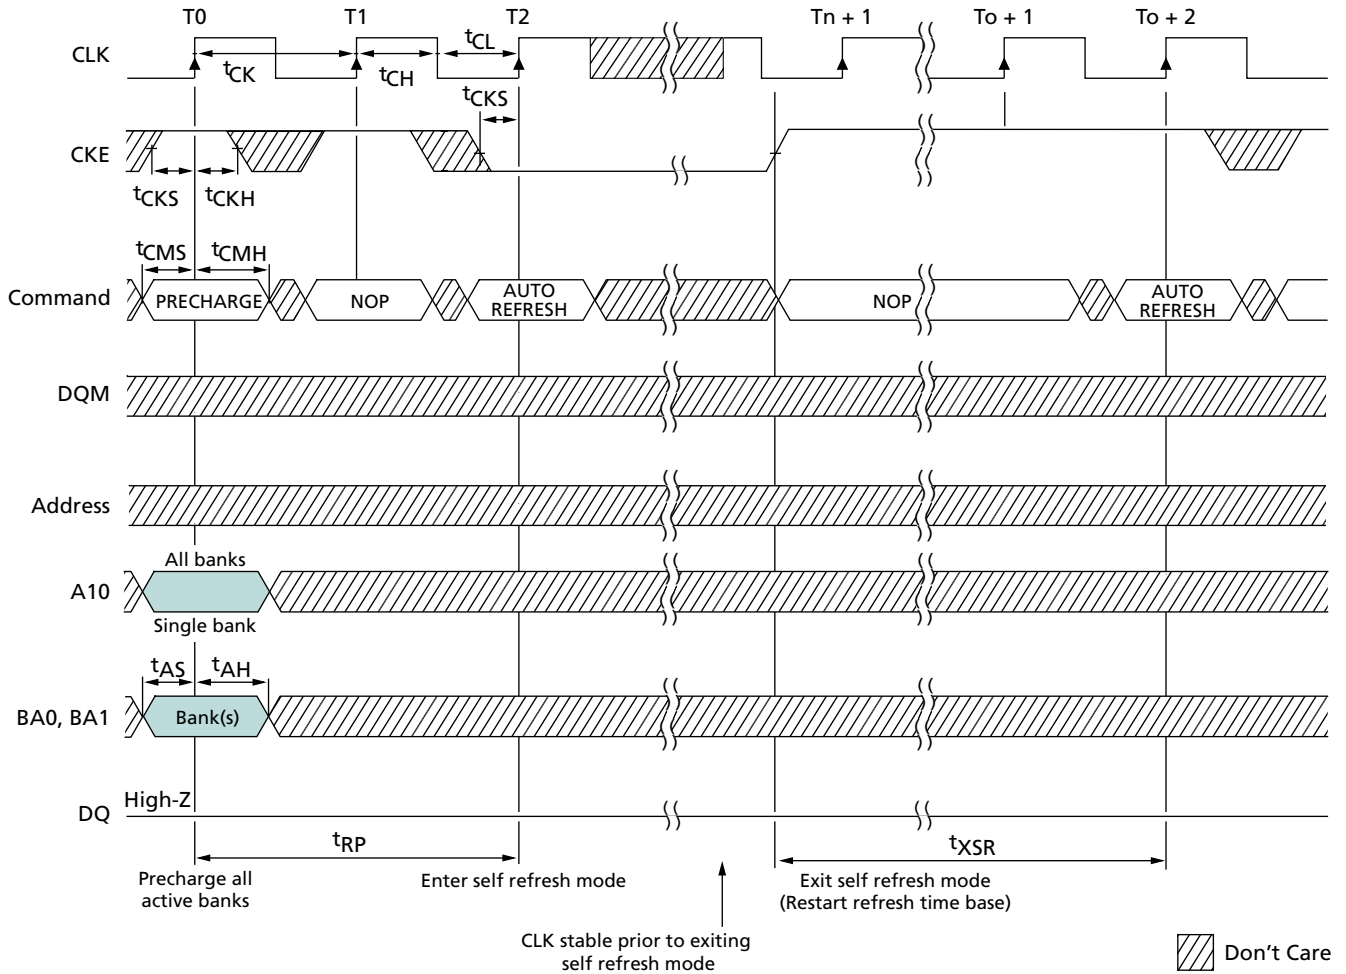 T0 T1 T2 Tn + 1 To + 1 To + 2
CLK
tCK tCH tCL
tCKS
CKE
tCKS tCKH
tCMS tCMH
Command PRECHARGE NOP AUTO REFRESH NOP AUTO REFRESH
DQM
Address
All banks
A10
Single bank
tAS tAH
BA0, BA1 Bank(s)
High-Z
DQ
tRP tXSR
Precharge all
active banks
Enter self refresh mode
Exit self refresh mode
(Restart refresh time base)
CLK stable prior to exiting
self refresh mode
Don't Care